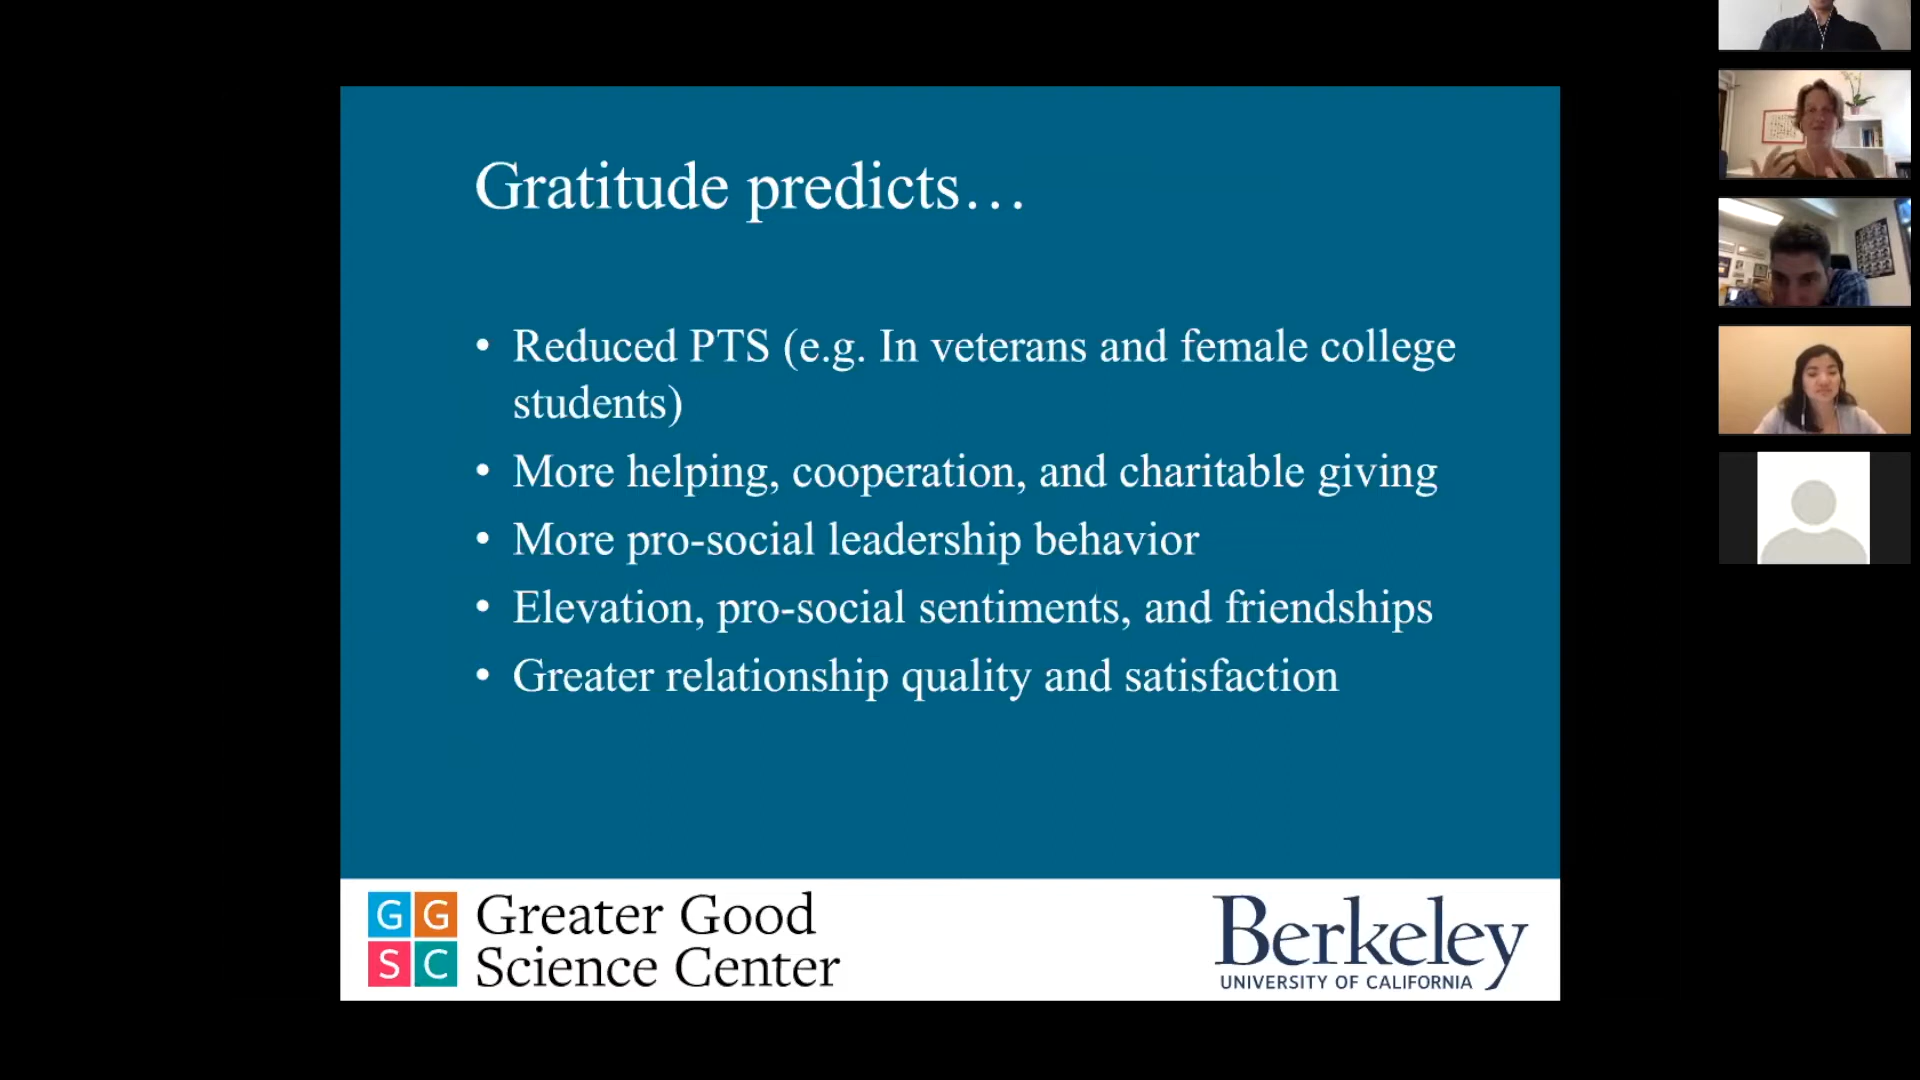 Gratitude predicts…
• Reduced PTS (e.g. In veterans and female college
students)
• More helping, cooperation, and charitable giving
• More pro-social leadership behavior
• Elevation, pro-social sentiments, and friendships
• Greater relationship quality and satisfaction
GG
SC
Greater Good
Science Center
Berkeley
UNIVERSITY OF CALIFORNIA